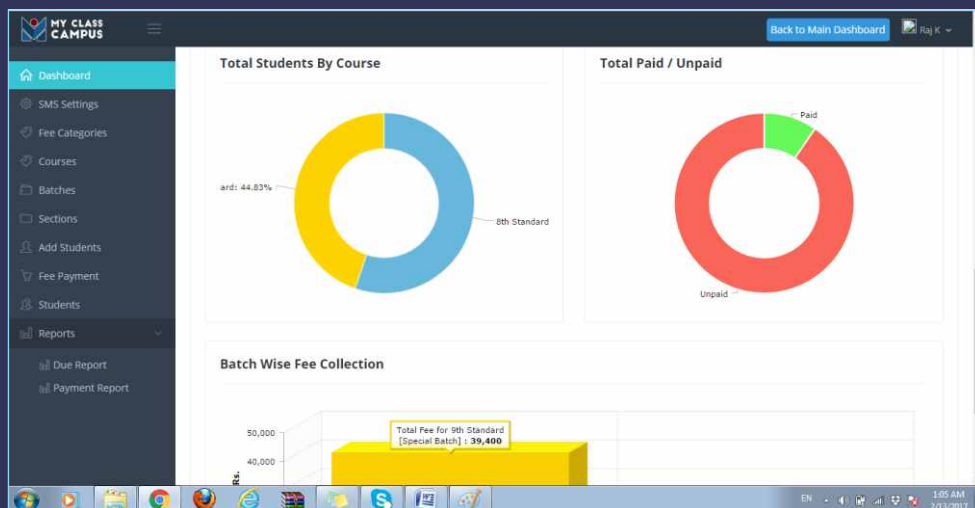 MY CLASS
CAMPUS
Back to Main Dashboard
Raj K
Dashboard
SMS Settings
Fee Categories
Courses
Batches
Sections
Add Students
Fee Payment
Students
Reports
Due Report
Payment Report
Total Students By Course
ard: 44.83%
8th Standard
Total Paid / Unpaid
Paid
Unpaid
Batch Wise Fee Collection
50,000
40,000
Rs.
Total Fee for 9th Standard
[Special Batch] : 39,400
EN
1:05 AM
2/13/2017